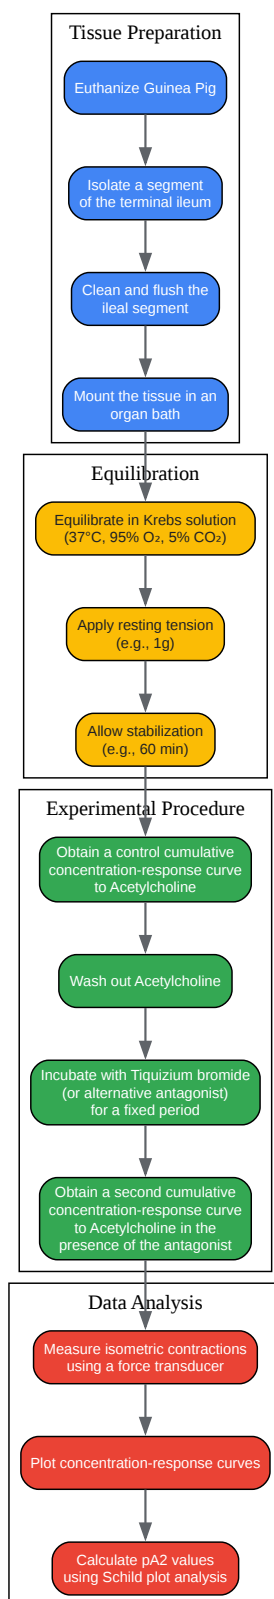 Tissue Preparation
Euthanize Guinea Pig
Isolate a segment
of the terminal ileum
Clean and flush the
ileal segment
Mount the tissue in an
organ bath
Equilibration
Equilibrate in Krebs solution
(37°C, 95% O₂, 5% CO₂)
Apply resting tension
(e.g., 1g)
Allow stabilization
(e.g., 60 min)
Experimental Procedure
Obtain a control cumulative
concentration-response curve
to Acetylcholine
Wash out Acetylcholine
Incubate with Tiquizium bromide
(or alternative antagonist)
for a fixed period
Obtain a second cumulative
concentration-response curve
to Acetylcholine in the
presence of the antagonist
Data Analysis
Measure isometric contractions
using a force transducer
Plot concentration-response curves
Calculate pA2 values
using Schild plot analysis